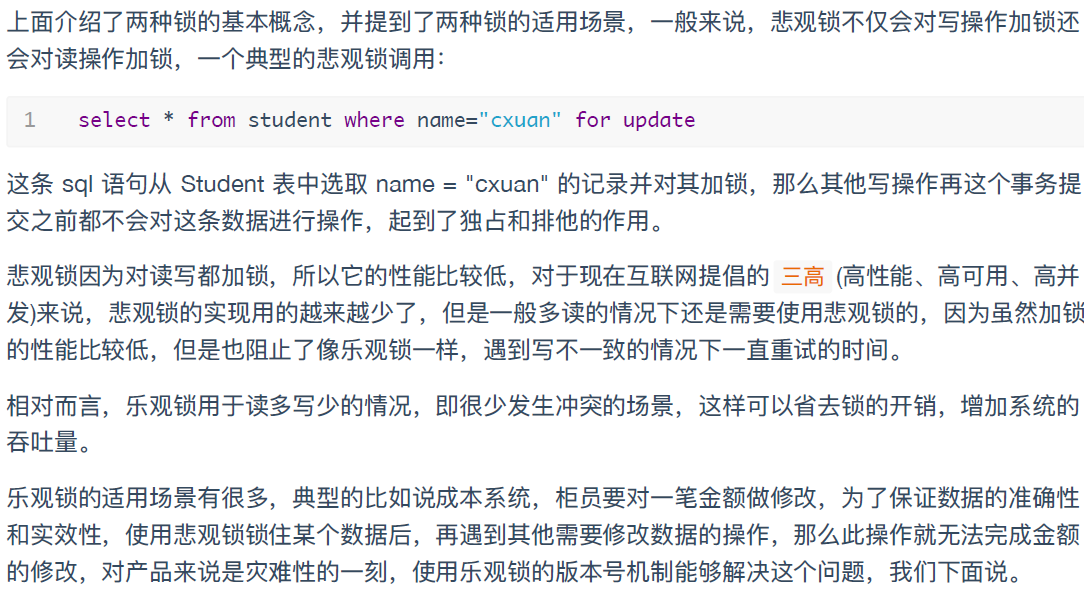 上面介绍了两种锁的基本概念，并提到了两种锁的适用场景，一般来说，悲观锁不仅会对写操作加锁还
会对读操作加锁，一个典型的悲观锁调用：
1 select * from student where name="cxuan" for update
这条 sql 语句从 Student 表中选取 name = "cxuan" 的记录并对其加锁，那么其他写操作再这个事务提
交之前都不会对这条数据进行操作，起到了独占和排他的作用。
悲观锁因为对读写都加锁，所以它的性能比较低，对于现在互联网提倡的 三高 (高性能、高可用、高并
发)来说，悲观锁的实现用的越来越少了，但是一般多读的情况下还是需要使用悲观锁的，因为虽然加锁
的性能比较低，但是也阻止了像乐观锁一样，遇到写不一致的情况下一直重试的时间。
相对而言，乐观锁用于读多写少的情况，即很少发生冲突的场景，这样可以省去锁的开销，增加系统的
吞吐量。
乐观锁的适用场景有很多，典型的比如说成本系统，柜员要对一笔金额做修改，为了保证数据的准确性
和实效性，使用悲观锁锁住某个数据后，再遇到其他需要修改数据的操作，那么此操作就无法完成金额
的修改，对产品来说是灾难性的一刻，使用乐观锁的版本号机制能够解决这个问题，我们下面说。